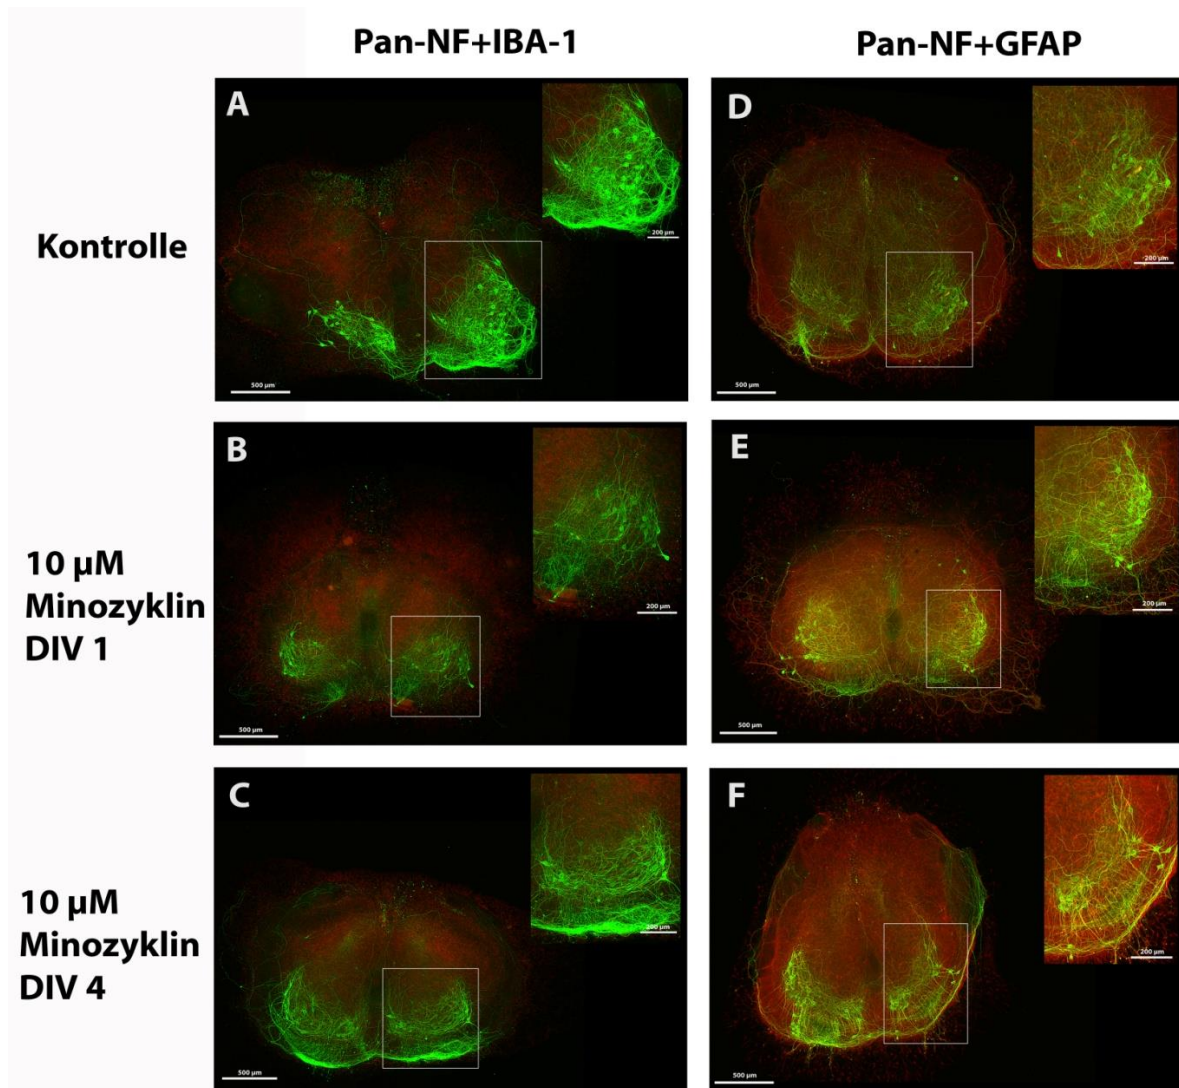 Pan-NF+IBA-1
Pan-NF+GFAP
Kontrolle
A
200 µm
500 µm
D
200 µm
500 µm
10 µM
Minozyklin
DIV 1
B
200 µm
500 µm
E
200 µm
500 µm
10 µM
Minozyklin
DIV 4
C
200 µm
500 µm
F
200 µm
500 µm